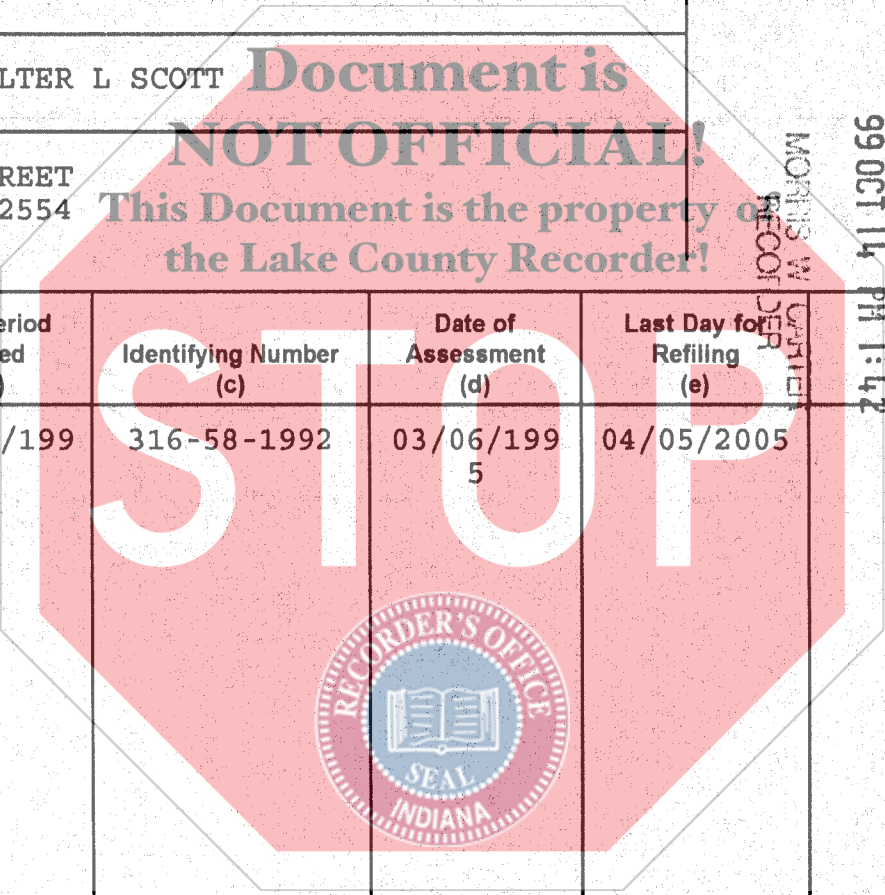 LTER L SCOTT
Document is
NOT OFFICIAL!
REET
2554
This Document is the property of
the Lake County Recorder!
MORRIS W. CARTER
RECORDER
96 OCT 14 PM 1:42
eriod
ed
)
Identifying Number
(c)
Date of
Assessment
(d)
Last Day for
Refiling
(e)
/199
316-58-1992
03/06/199
5
04/05/2005
STOP
RECORDER'S OFFICE
SEAL
INDIANA